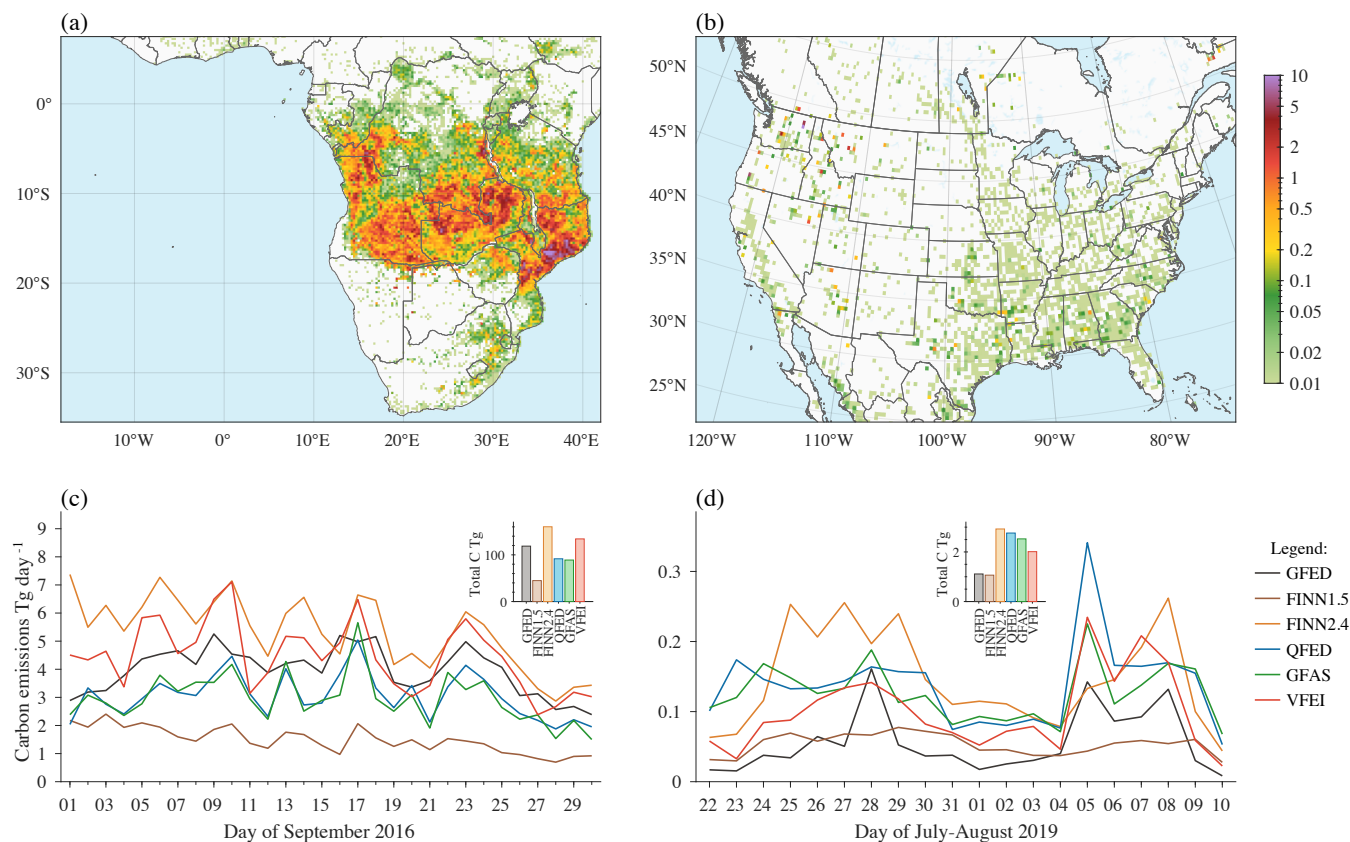 (a)
(b)
0°
10°S
20°S
30°S
10°W 0° 10°E 20°E 30°E 40°E
50°N
45°N
40°N
35°N
30°N
25°N
120°W 110°W 100°W 90°W 80°W
10
5
2
1
0.5
0.2
0.1
0.05
0.02
0.01
(c)
Carbon emissions Tg day⁻¹
9
8
7
6
5
4
3
2
1
0
01 03 05 07 09 11 13 15 17 19 21 23 25 27 29
Day of September 2016
Total C Tg
100
0
GFED
FINN1.5
FINN2.4
QFED
GFAS
VFEI
(d)
0.3
0.2
0.1
0
22 23 24 25 26 27 28 29 30 31 01 02 03 04 05 06 07 08 09 10
Day of July-August 2019
Total C Tg
2
0
GFED
FINN1.5
FINN2.4
QFED
GFAS
VFEI
Legend:
GFED
FINN1.5
FINN2.4
QFED
GFAS
VFEI